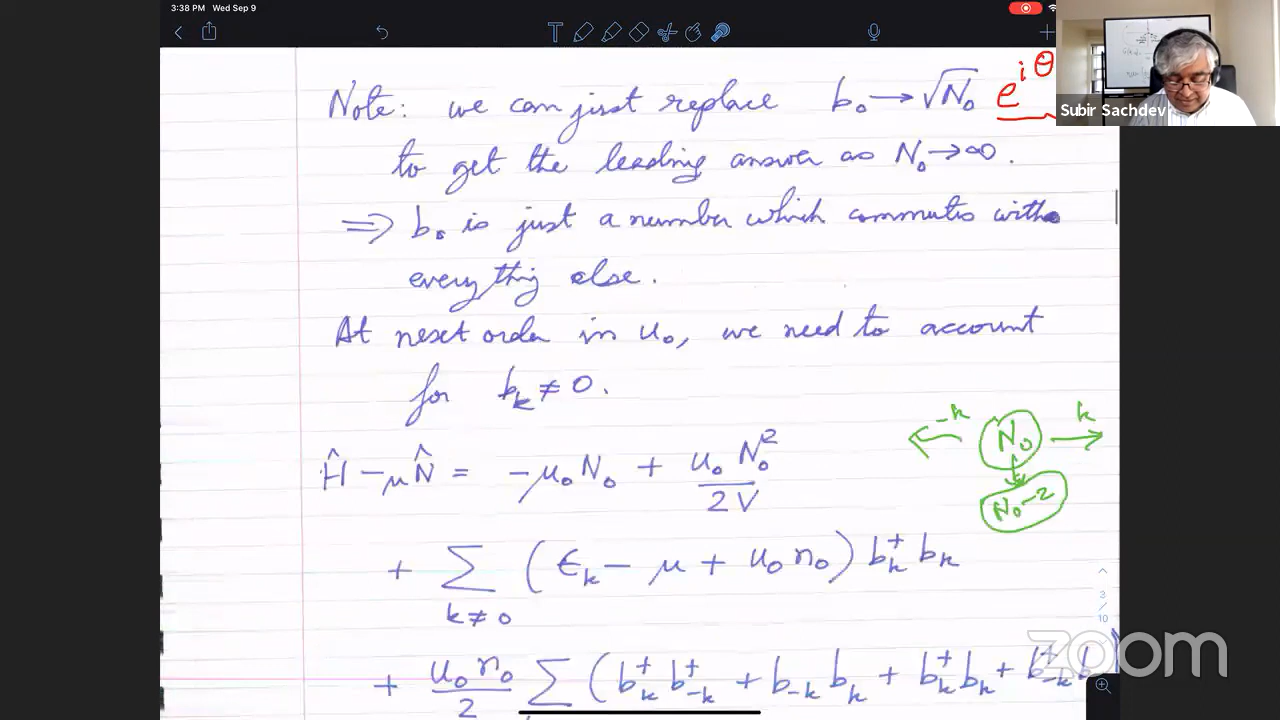 3:38 PM Wed Sep 9
Note: we can just replace b₀ → √N₀ e^{iθ}
Subir Sachdev
to get the leading answer as N₀ → ∞.
⇒ b₀ is just a number which commutes with
everything else.
At next order in u₀, we need to account
for b_k ≠ 0.
-k N₀ k
N₀-2
Ĥ - μN̂ = -μ₀N₀ + u₀N₀²/2V
+ ∑_{k≠0} (ϵ_k - μ + u₀n₀) b_k^+ b_k
3 / 10
+ u₀n₀/2 ∑ (b_k^+ b_{-k}^+ + b_{-k} b_k + b_k^+ b_k + b_{-k}^+ b
zoom